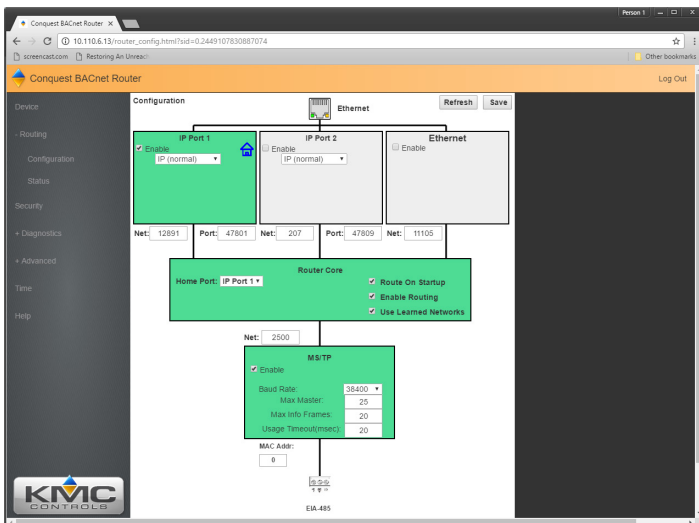 Person 1
Conquest BACnet Router
10.110.6.13/router_config.html?sid=0.2449107830887074
screencast.com
Restoring An Unreac
Other bookmarks
Conquest BACnet Router
Log Out
Device
- Routing
Configuration
Status
Security
+ Diagnostics
+ Advanced
Time
Help
Configuration
Ethernet
Refresh
Save
IP Port 1
Enable
IP (normal)
IP Port 2
Enable
IP (normal)
Ethernet
Enable
Net: 12891 Port: 47801 Net: 207 Port: 47809 Net: 11105
Router Core
Home Port: IP Port 1
Route On Startup
Enable Routing
Use Learned Networks
Net: 2500
MS/TP
Enable
Baud Rate: 38400
Max Master: 25
Max Info Frames: 20
Usage Timeout(msec): 20
MAC Addr:
0
EIA-485
KMC
CONTROLS